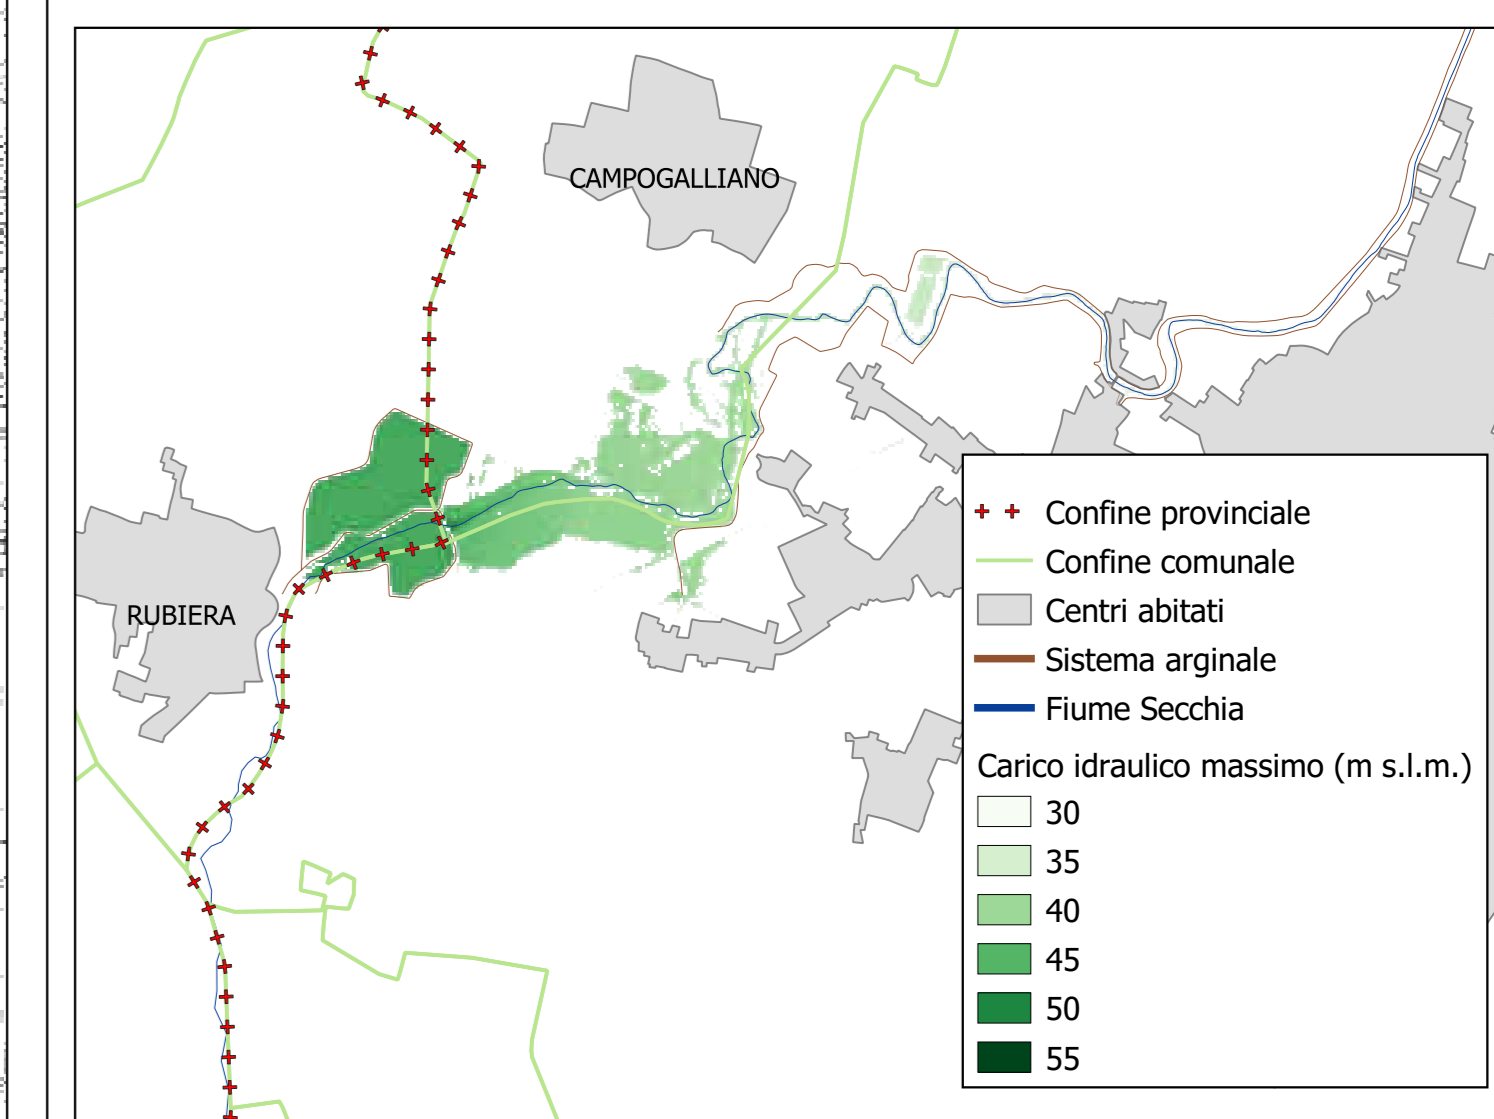 CAMPOGALLIANO
RUBIERA
Confine provinciale
Confine comunale
Centri abitati
Sistema arginale
Fiume Secchia
Carico idraulico massimo (m s.l.m.)
30
35
40
45
50
55